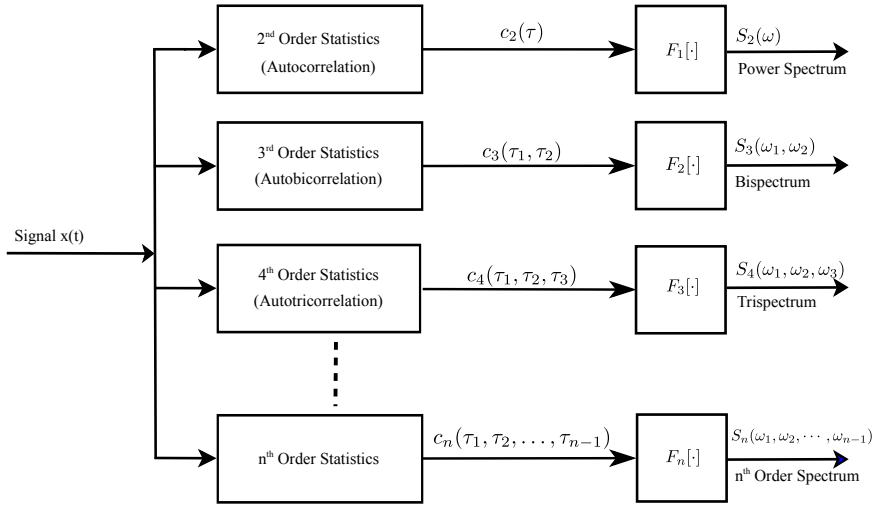 2nd Order Statistics
(Autocorrelation)
c₂(τ)
F₁[·]
S₂(ω)
Power Spectrum
3rd Order Statistics
(Autobicorrelation)
c₃(τ₁, τ₂)
F₂[·]
S₃(ω₁, ω₂)
Bispectrum
Signal x(t)
4th Order Statistics
(Autotricorrelation)
c₄(τ₁, τ₂, τ₃)
F₃[·]
S₄(ω₁, ω₂, ω₃)
Trispectrum
nth Order Statistics
cₙ(τ₁, τ₂, . . . , τₙ₋₁)
Fₙ[·]
Sₙ(ω₁, ω₂, · · · , ωₙ₋₁)
nth Order Spectrum